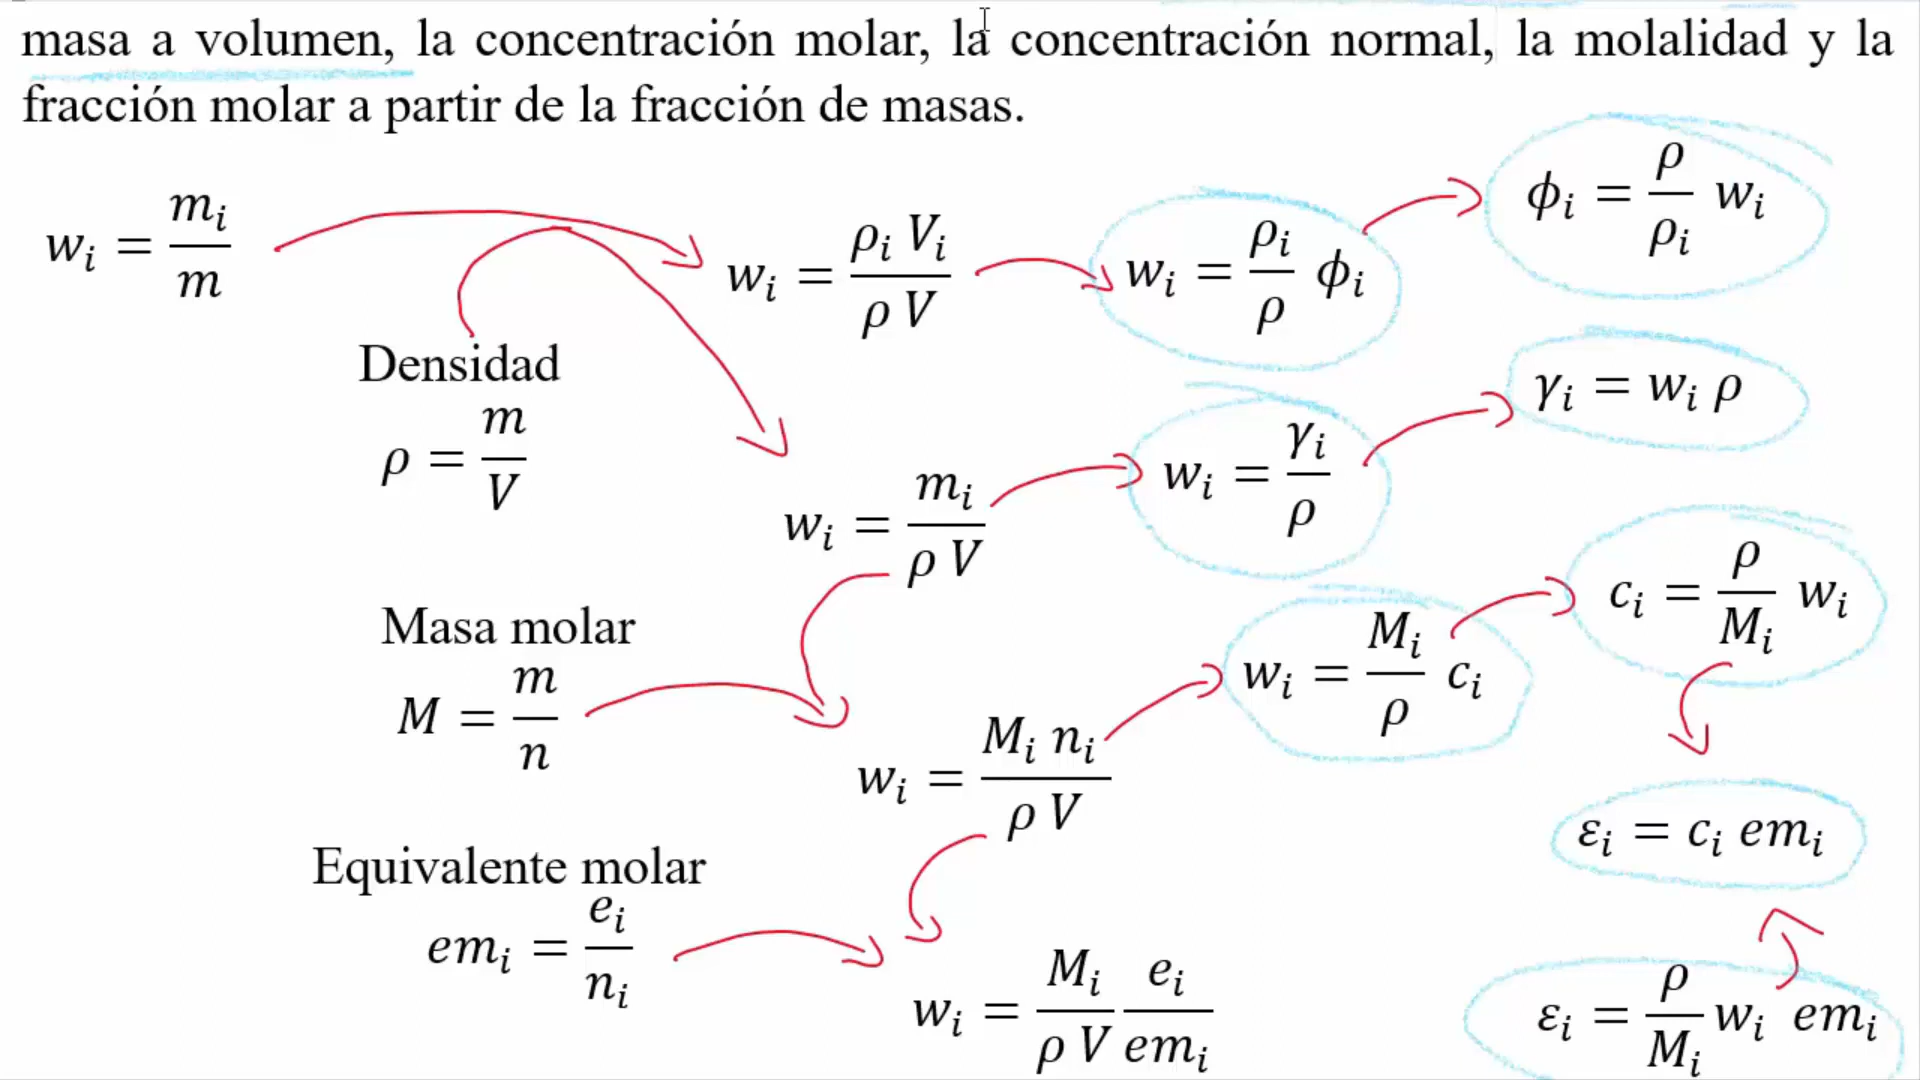 masa a volumen, la concentración molar, la concentración normal, la molalidad y la
fracción molar a partir de la fracción de masas.
wᵢ = mᵢ / m
wᵢ = ρᵢ Vᵢ / ρ V
wᵢ = ρᵢ / ρ ϕᵢ
ϕᵢ = ρ / ρᵢ wᵢ
Densidad
ρ = m / V
wᵢ = mᵢ / ρ V
wᵢ = γᵢ / ρ
γᵢ = wᵢ ρ
Masa molar
M = m / n
wᵢ = Mᵢ nᵢ / ρ V
wᵢ = Mᵢ / ρ cᵢ
cᵢ = ρ / Mᵢ wᵢ
εᵢ = cᵢ emᵢ
Equivalente molar
emᵢ = eᵢ / nᵢ
wᵢ = Mᵢ / ρ V eᵢ / emᵢ
εᵢ = ρ / Mᵢ wᵢ emᵢ